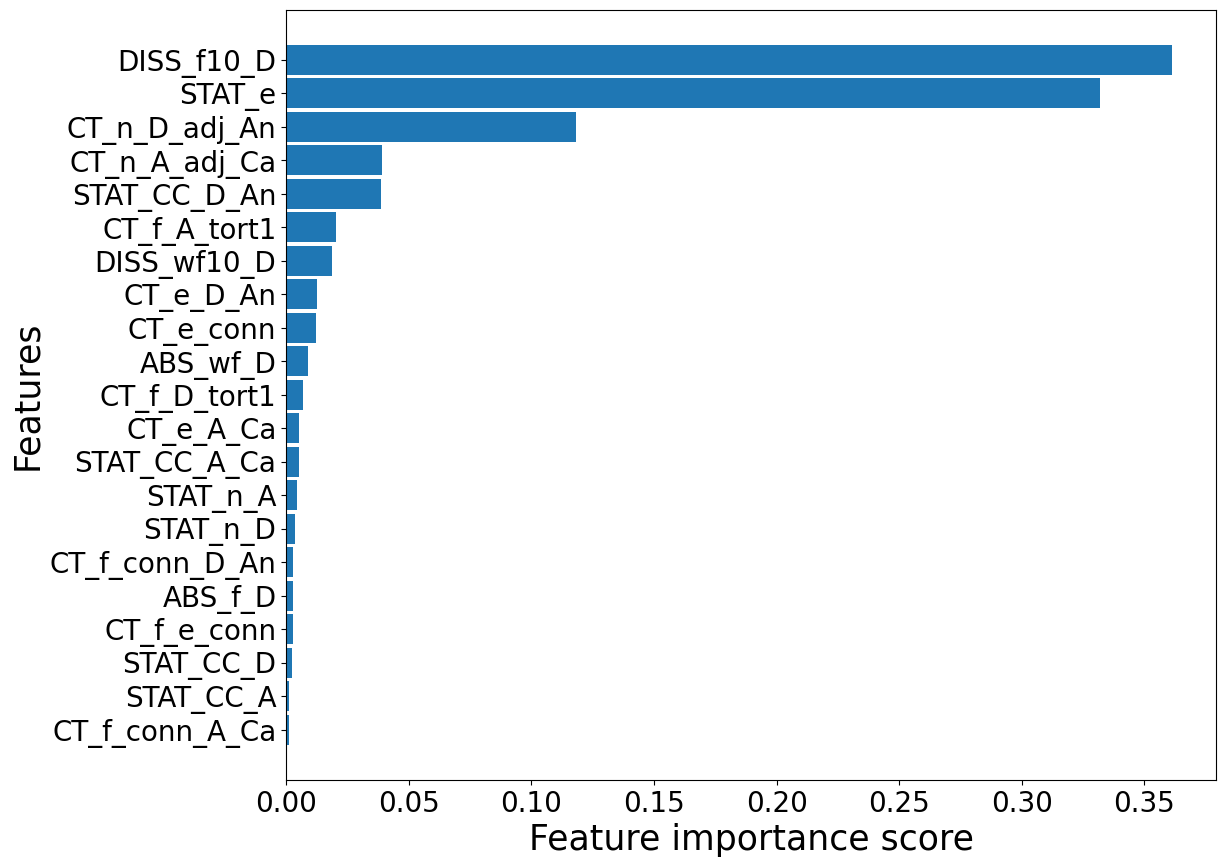 DISS_f10_D
STAT_e
CT_n_D_adj_An
CT_n_A_adj_Ca
STAT_CC_D_An
CT_f_A_tort1
DISS_wf10_D
CT_e_D_An
CT_e_conn
ABS_wf_D
CT_f_D_tort1
CT_e_A_Ca
STAT_CC_A_Ca
STAT_n_A
STAT_n_D
CT_f_conn_D_An
ABS_f_D
CT_f_e_conn
STAT_CC_D
STAT_CC_A
CT_f_conn_A_Ca
Features
0.00 0.05 0.10 0.15 0.20 0.25 0.30 0.35
Feature importance score